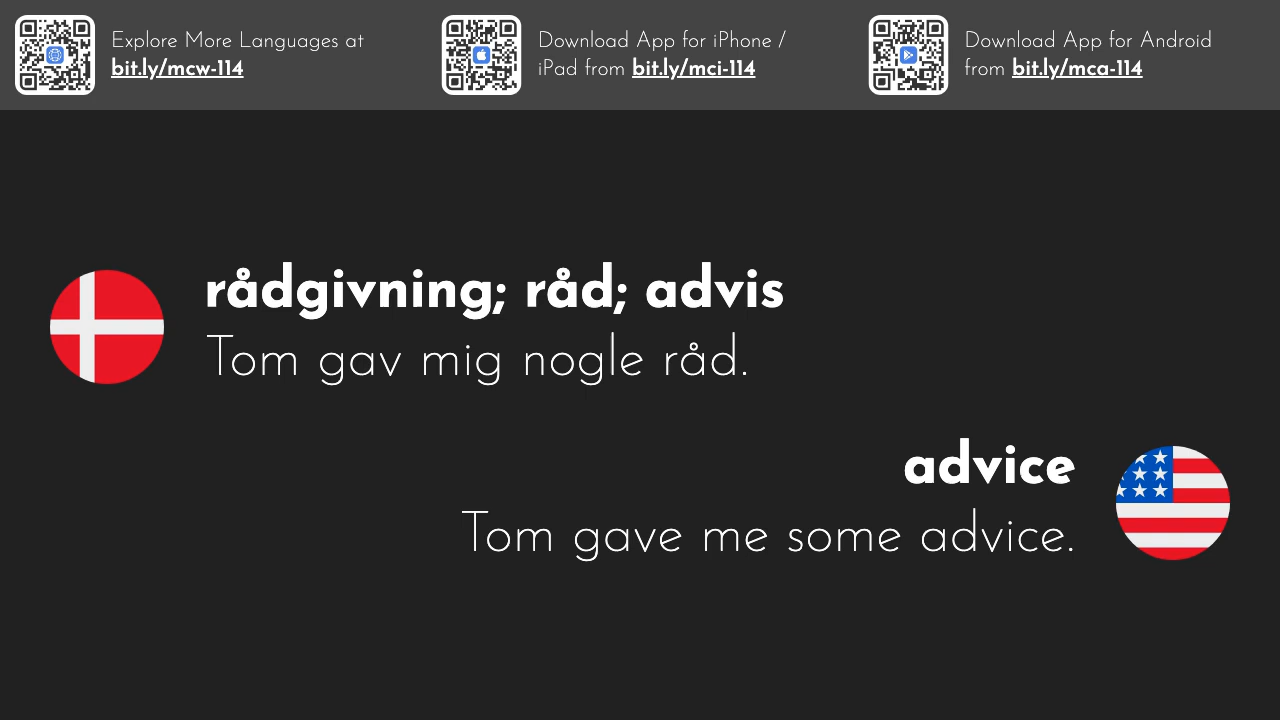 Explore More Languages at
bit.ly/mcw-114
Download App for iPhone /
iPad from bit.ly/mci-114
Download App for Android
from bit.ly/mca-114
rådgivning; råd; advis
Tom gav mig nogle råd.
advice
Tom gave me some advice.